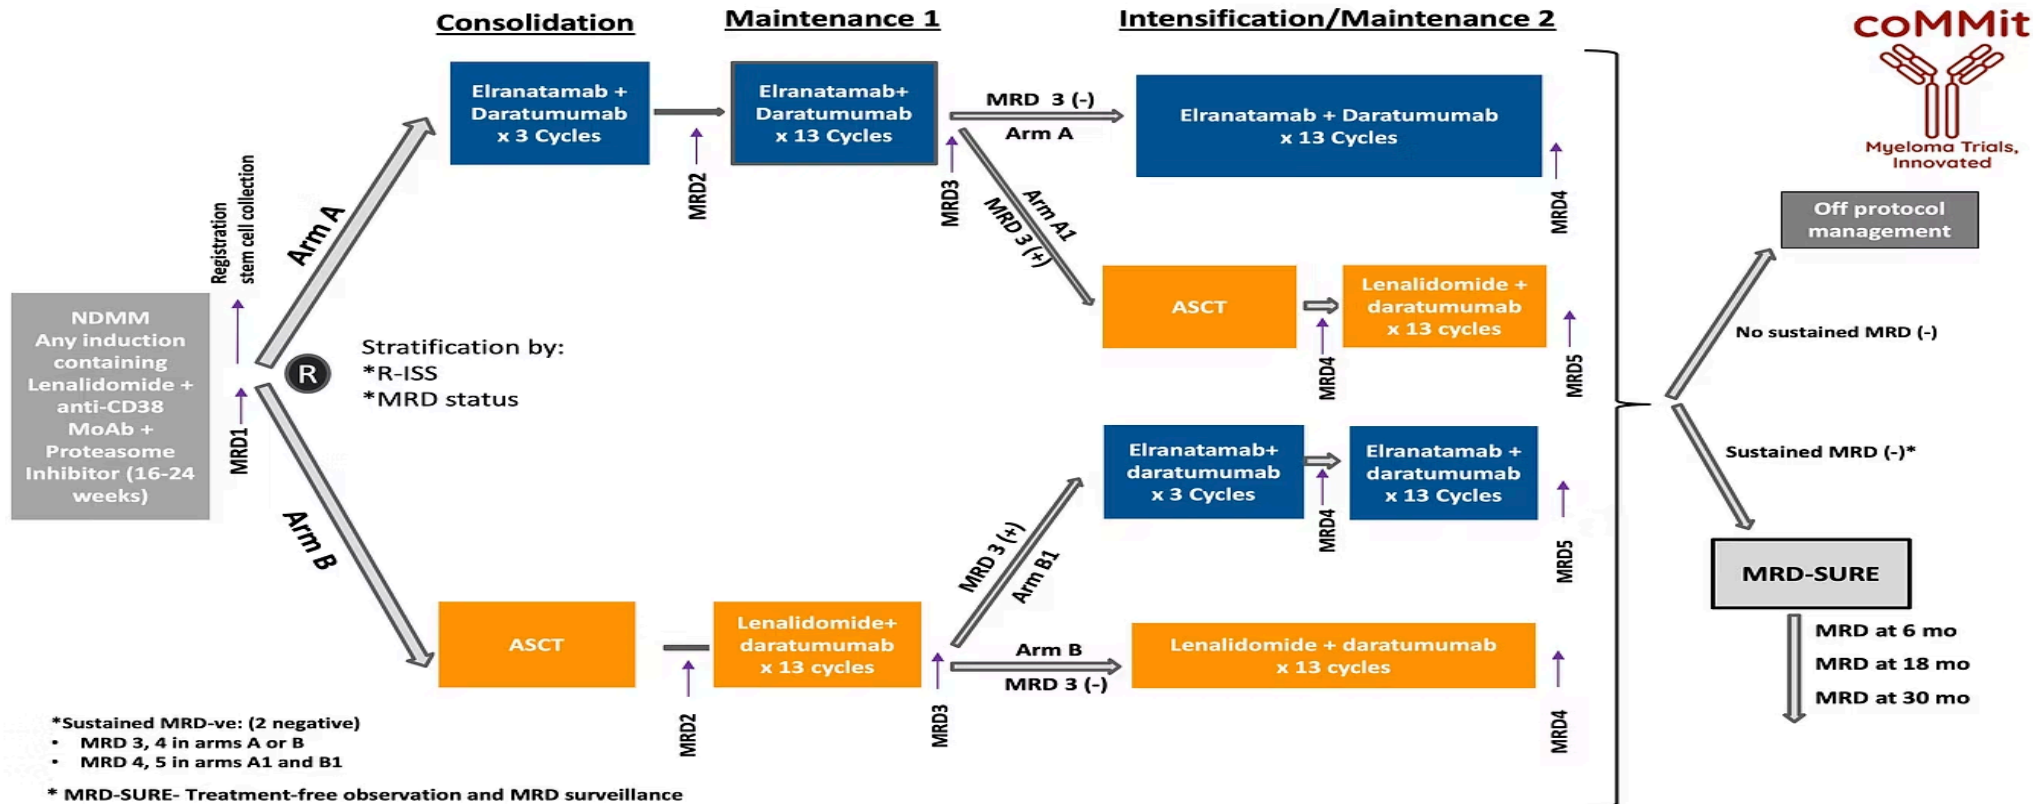 Consolidation
Maintenance 1
Intensification/Maintenance 2
coMMit
Myeloma Trials,
Innovated
NDMM
Any induction
containing
Lenalidomide +
anti-CD38
MoAb +
Proteasome
Inhibitor (16-24
weeks)
Registration
stem cell collection
MRD1
R
Stratification by:
*R-ISS
*MRD status
Arm A
Elranatamab +
Daratumumab
x 3 Cycles
MRD2
Elranatamab+
Daratumumab
x 13 Cycles
MRD3
MRD 3 (-)
Arm A
Elranatamab + Daratumumab
x 13 Cycles
MRD4
Arm A1
MRD 3 (+)
ASCT
MRD4
Lenalidomide +
daratumumab
x 13 cycles
MRD5
Arm B
ASCT
MRD2
Lenalidomide+
daratumumab
x 13 cycles
MRD3
MRD 3 (+)
Arm B1
Elranatamab+
daratumumab
x 3 Cycles
MRD4
Elranatamab +
daratumumab
x 13 Cycles
MRD5
Arm B
MRD 3 (-)
Lenalidomide + daratumumab
x 13 cycles
MRD4
Off protocol
management
No sustained MRD (-)
Sustained MRD (-)*
MRD-SURE
MRD at 6 mo
MRD at 18 mo
MRD at 30 mo
*Sustained MRD-ve: (2 negative)
• MRD 3, 4 in arms A or B
• MRD 4, 5 in arms A1 and B1
* MRD-SURE- Treatment-free observation and MRD surveillance